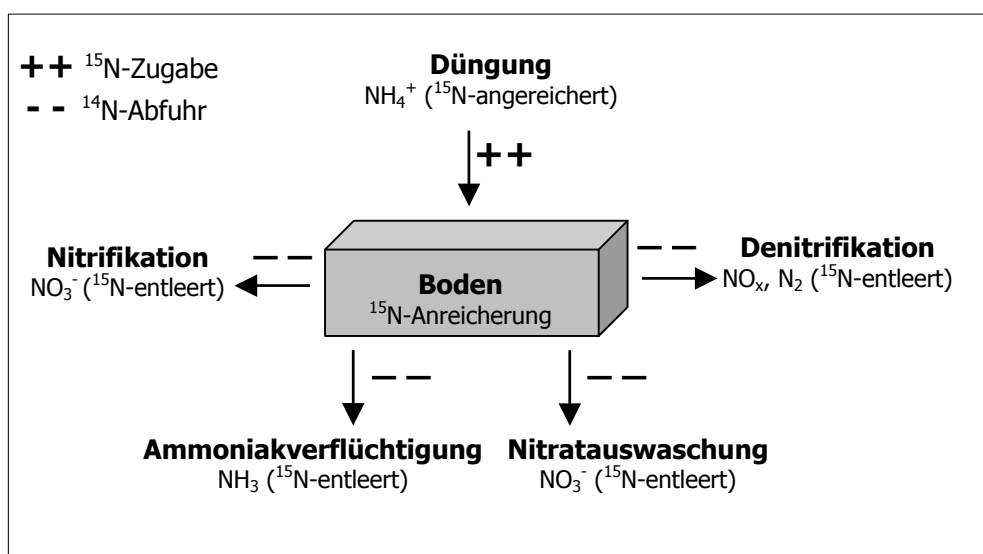 ++ ¹⁵N-Zugabe
-- ¹⁴N-Abfuhr
Düngung
NH₄⁺ (¹⁵N-angereichert)
++
Nitrifikation
NO₃⁻ (¹⁵N-entleert)
--
Boden
¹⁵N-Anreicherung
--
Denitrifikation
NOₓ, N₂ (¹⁵N-entleert)
--
Ammoniakverflüchtigung
NH₃ (¹⁵N-entleert)
--
Nitratauswaschung
NO₃⁻ (¹⁵N-entleert)